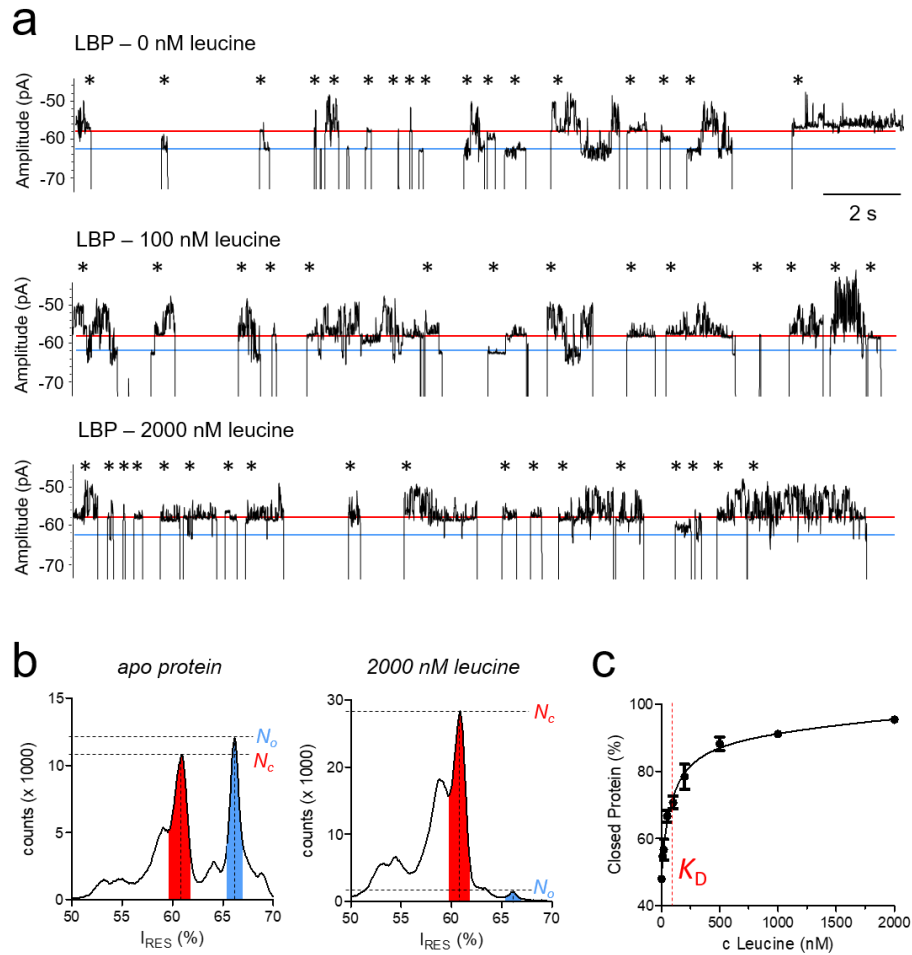 a
LBP – 0 nM leucine
* * * * * * * * * * * * * * * * *
Amplitude (pA)
-50
-60
-70
2 s
LBP – 100 nM leucine
* * * * * * * * * * * * * *
Amplitude (pA)
-50
-60
-70
LBP – 2000 nM leucine
* * * * * * * * * * * * * * * * * *
Amplitude (pA)
-50
-60
-70
b
apo protein
15
10
5
0
counts (x 1000)
No
Nc
50 55 60 65 70
IRES (%)
2000 nM leucine
30
20
10
0
counts (x 1000)
Nc
No
50 55 60 65 70
IRES (%)
c
100
80
60
40
Closed Protein (%)
KD
0 500 1000 1500 2000
c Leucine (nM)